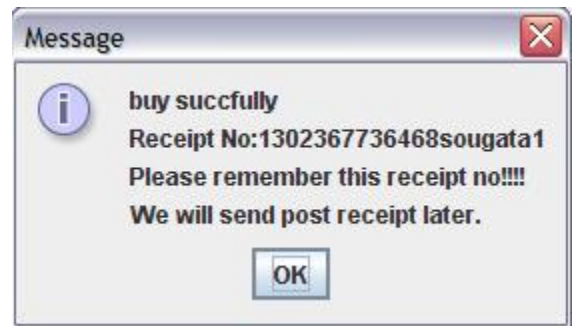 Message
buy succfully
Receipt No:1302367736468sougata1
Please remember this receipt no!!!!
We will send post receipt later.
OK